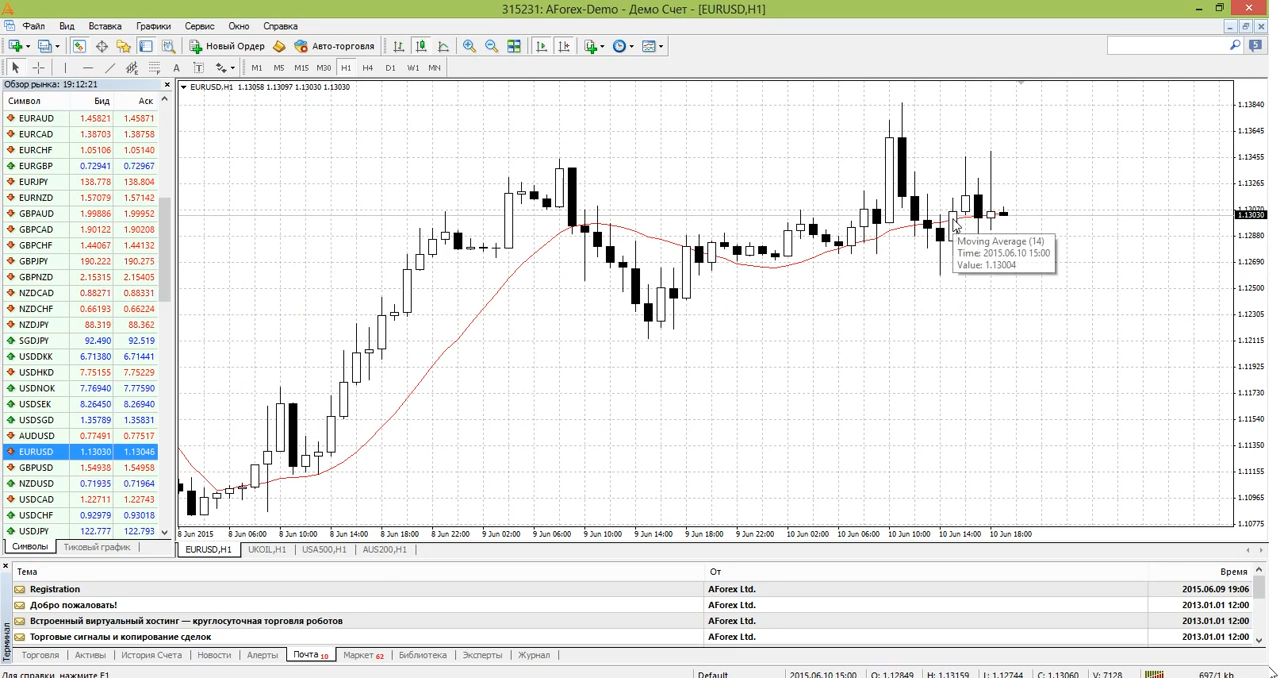 315231: AForex-Demo - Демо Счет - [EURUSD,H1]
Файл Вид Вставка Графики Сервис Окно Справка
Новый Ордер Авто-торговля
5
A T M1 M5 M15 M30 H1 H4 D1 W1 MN
Обзор рынка: 19:12:21
Символ Бид Аск
EURAUD 1.45821 1.45871
EURCAD 1.38703 1.38758
EURCHF 1.05106 1.05140
EURGBP 0.72941 0.72967
EURJPY 138.778 138.804
EURNZD 1.57079 1.57142
GBPAUD 1.99886 1.99952
GBPCAD 1.90122 1.90208
GBPCHF 1.44067 1.44132
GBPJPY 190.222 190.275
GBPNZD 2.15315 2.15405
NZDCAD 0.88271 0.88331
NZDCHF 0.66193 0.66224
NZDJPY 88.319 88.362
SGDJPY 92.490 92.519
USDDKK 6.71380 6.71441
USDHKD 7.75155 7.75229
USDNOK 7.76940 7.77590
USDSEK 8.26450 8.26940
USDSGD 1.35789 1.35831
AUDUSD 0.77491 0.77517
EURUSD 1.13030 1.13046
GBPUSD 1.54938 1.54958
NZDUSD 0.71935 0.71964
USDCAD 1.22711 1.22743
USDCHF 0.92979 0.93018
USDJPY 122.777 122.793
Символы Тиковый график
EURUSD,H1 1.13058 1.13097 1.13030 1.13030
Moving Average (14)
Time: 2015.06.10 15:00
Value: 1.13004
1.13840
1.13645
1.13455
1.13265
1.13070
1.13030
1.12880
1.12690
1.12500
1.12305
1.12115
1.11925
1.11730
1.11540
1.11350
1.11155
1.10965
1.10775
8 Jun 2015 8 Jun 06:00 8 Jun 10:00 8 Jun 14:00 8 Jun 18:00 8 Jun 22:00 9 Jun 02:00 9 Jun 06:00 9 Jun 10:00 9 Jun 14:00 9 Jun 18:00 9 Jun 22:00 10 Jun 02:00 10 Jun 06:00 10 Jun 10:00 10 Jun 14:00 10 Jun 18:00
EURUSD,H1 UKOIL,H1 USA500,H1 AUS200,H1
Тема От Время
Registration AForex Ltd. 2015.06.09 19:06
Добро пожаловать! AForex Ltd. 2013.01.01 12:00
Встроенный виртуальный хостинг — круглосуточная торговля роботов AForex Ltd. 2013.01.01 12:00
Торговые сигналы и копирование сделок AForex Ltd. 2013.01.01 12:00
Терминал
Торговля Активы История Счета Новости Алерты Почта 10 Маркет 62 Библиотека Эксперты Журнал
Для справки, нажмите F1 Default 2015.06.10 15:00 O: 1.12849 H: 1.13159 L: 1.12744 C: 1.13060 V: 7128 697/1 kb